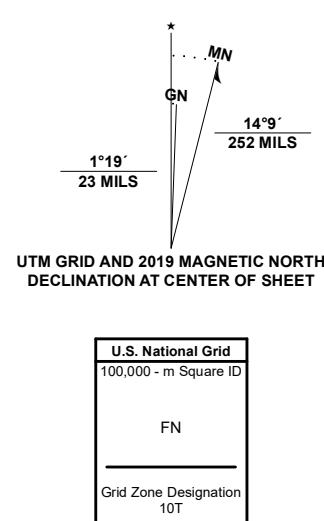 ★
MN
GN
14°9´
252 MILS
1°19´
23 MILS
UTM GRID AND 2019 MAGNETIC NORTH
DECLINATION AT CENTER OF SHEET
U.S. National Grid
100,000 - m Square ID
FN
Grid Zone Designation
10T